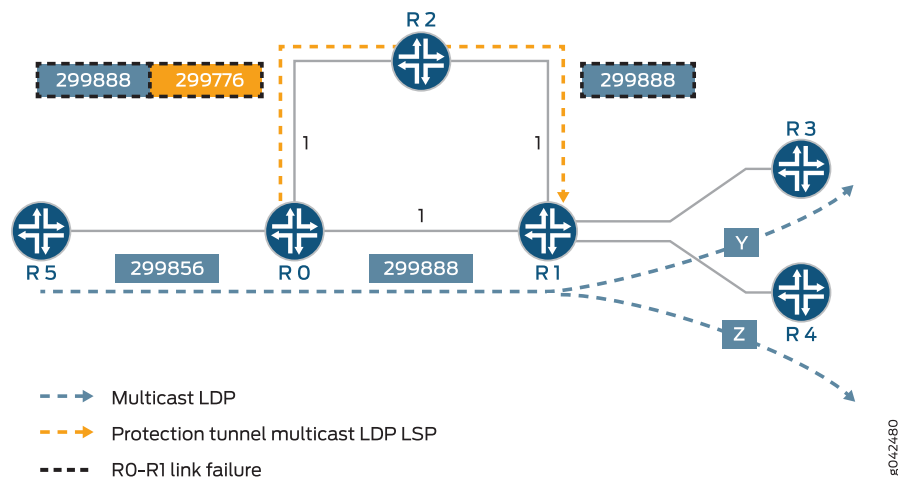 R 2
299888 299776
299888
R 3
1 1
1
Y
R 5
299856
R 0
299888
R 1
Z
R 4
Multicast LDP
Protection tunnel multicast LDP LSP
R0-R1 link failure
g042480